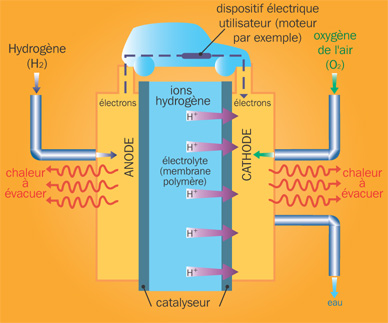 dispositif électrique
utilisateur (moteur
par exemple)
Hydrogène
(H₂)
oxygène
de l'air
(O₂)
électrons
ions
hydrogène
électrons
H⁺
H⁺
ANODE
électrolyte
(membrane
polymère)
CATHODE
H⁺
H⁺
H⁺
chaleur
à
évacuer
chaleur
à
évacuer
catalyseur
eau